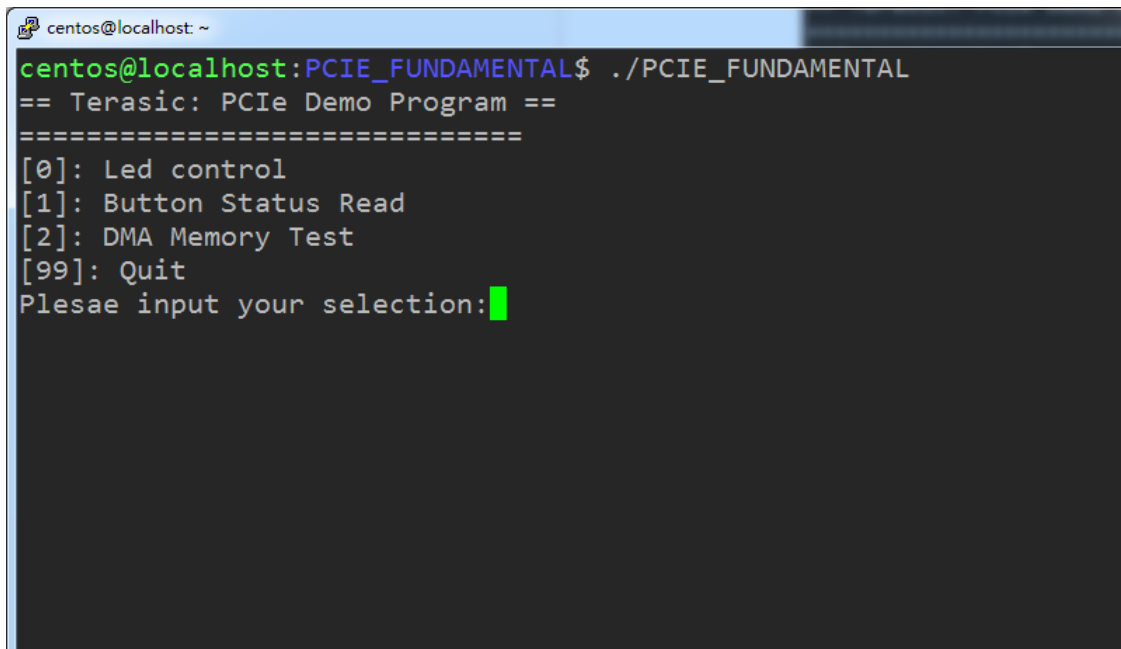 centos@localhost: ~
centos@localhost:PCIE_FUNDAMENTAL$ ./PCIE_FUNDAMENTAL
== Terasic: PCIe Demo Program ==
==============================
[0]: Led control
[1]: Button Status Read
[2]: DMA Memory Test
[99]: Quit
Plesae input your selection: